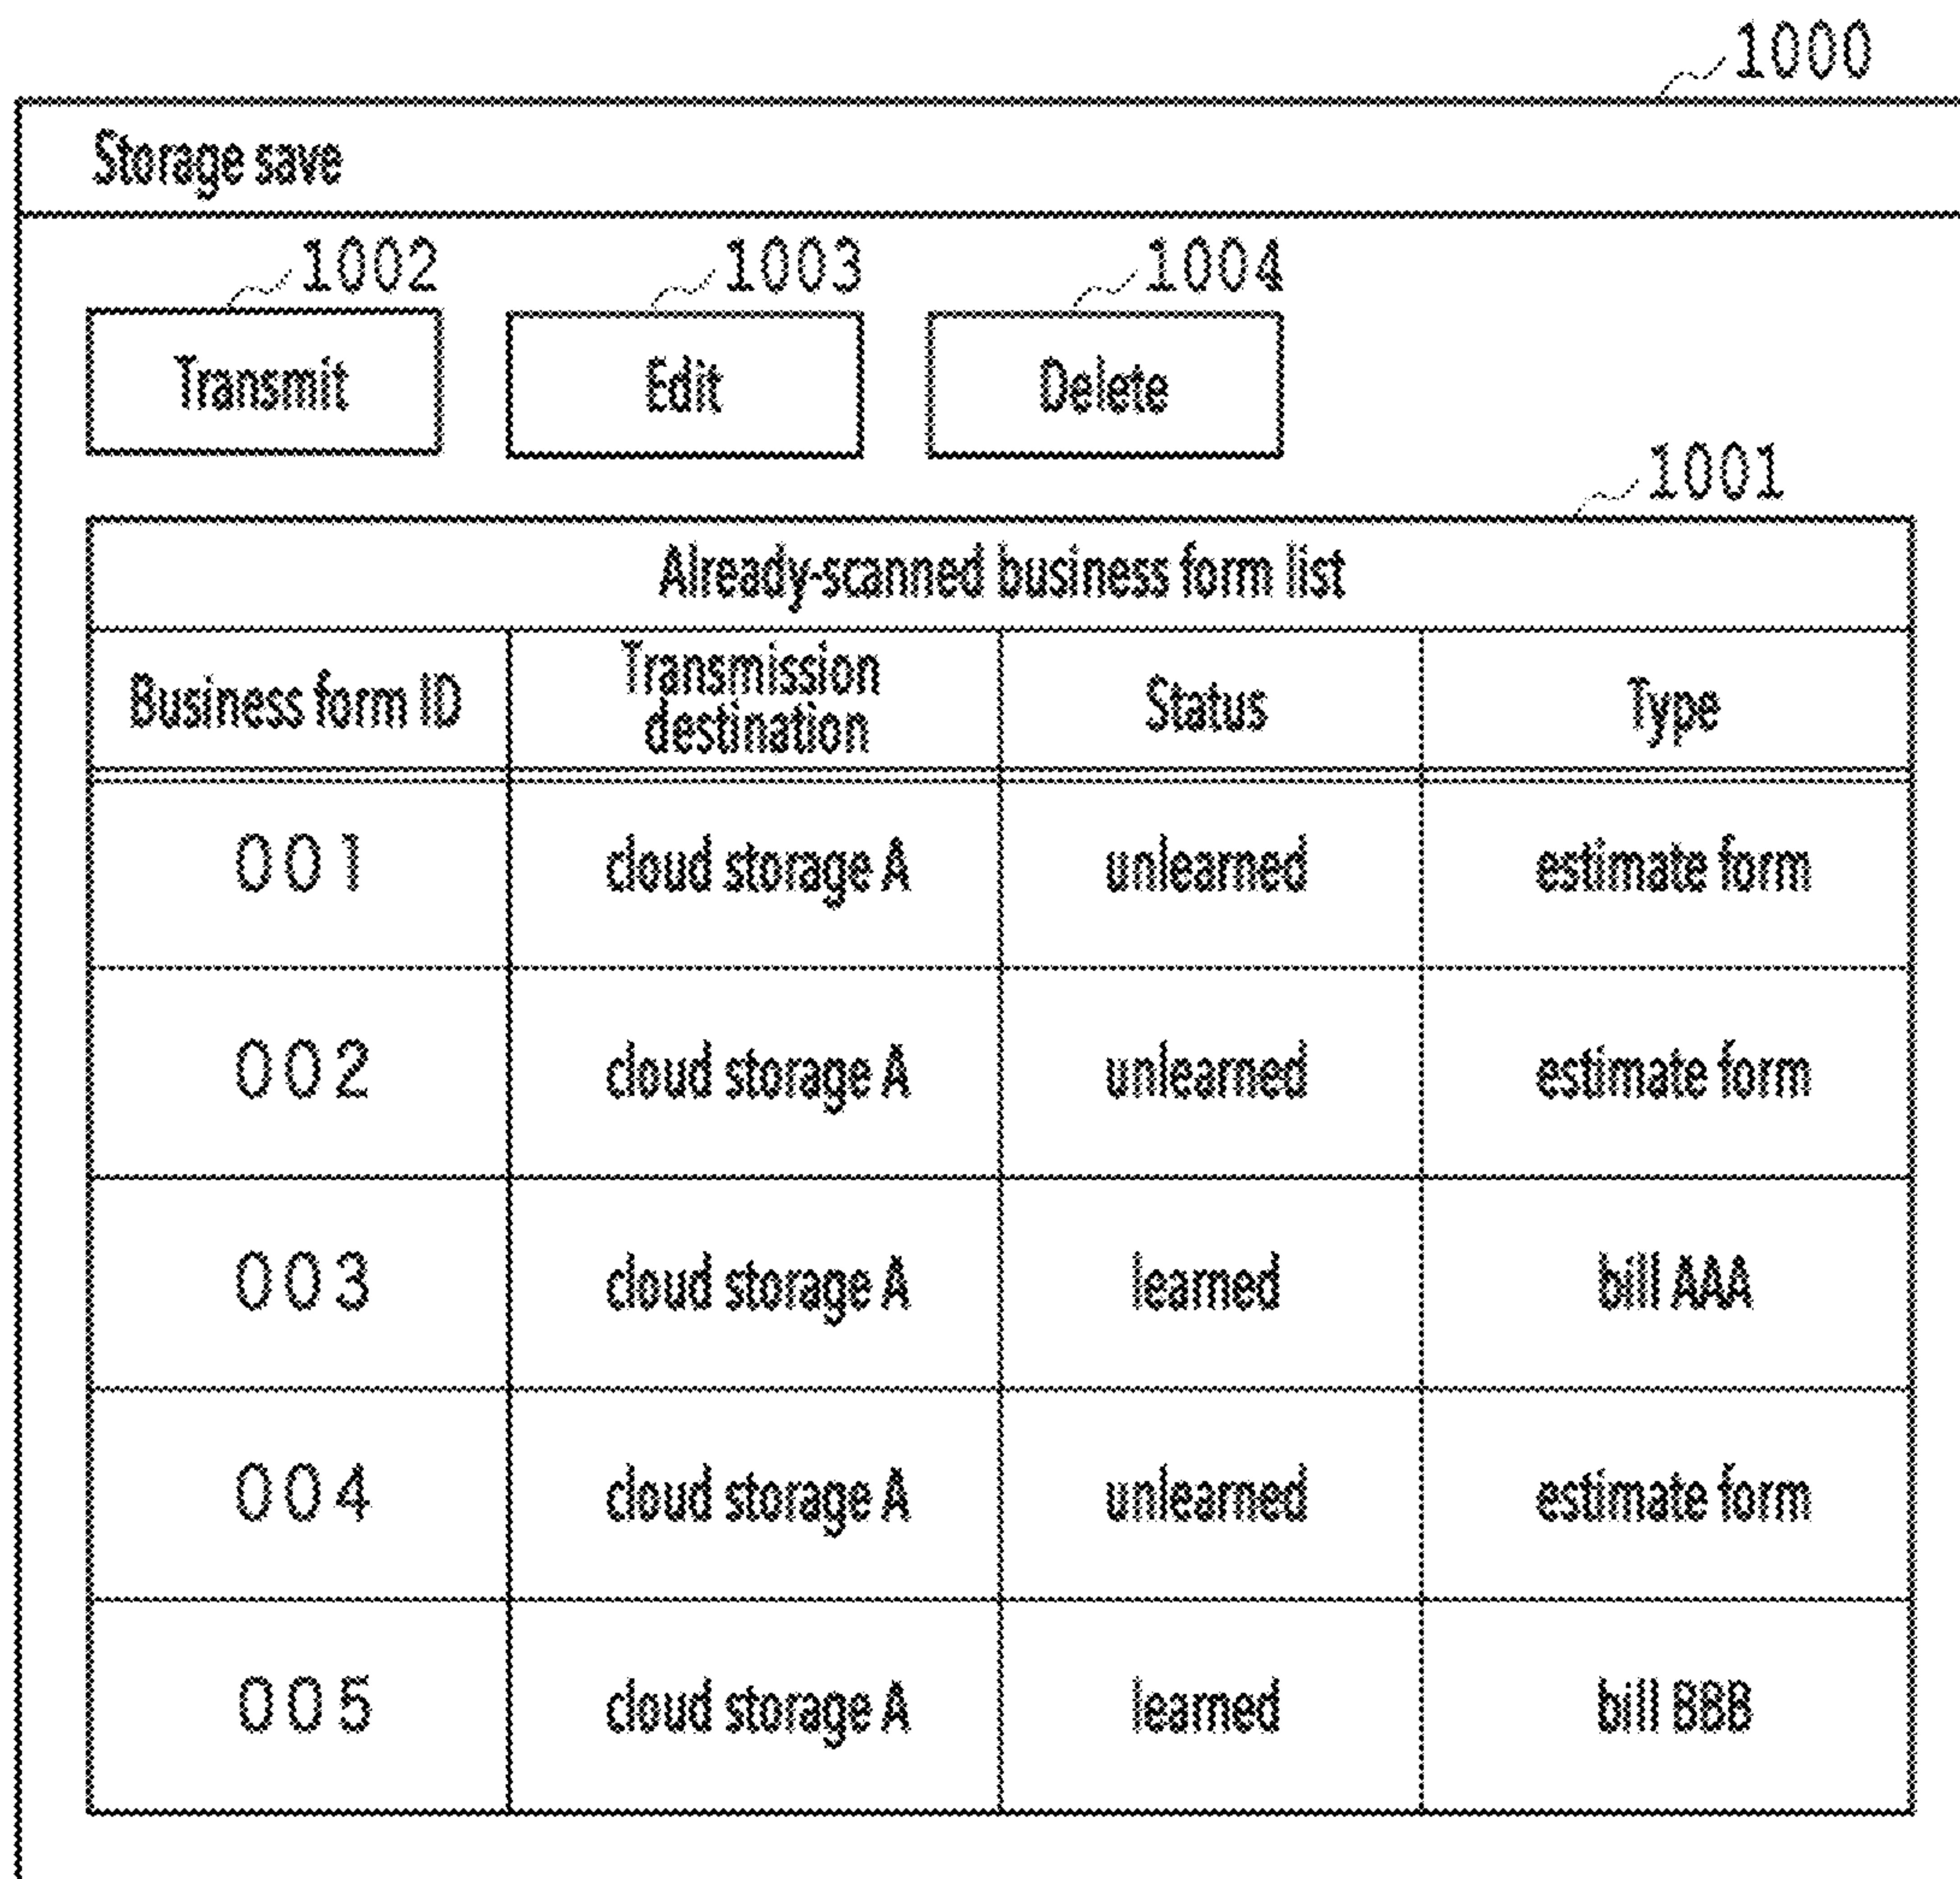 1000
Storage save
1002 1003 1004
Transmit Edit Delete
1001
Already-scanned business form list
Business form ID Transmission destination Status Type
001 cloud storage A unlearned estimate form
002 cloud storage A unlearned estimate form
003 cloud storage A learned bill AAA
004 cloud storage A unlearned estimate form
005 cloud storage A learned bill BBB